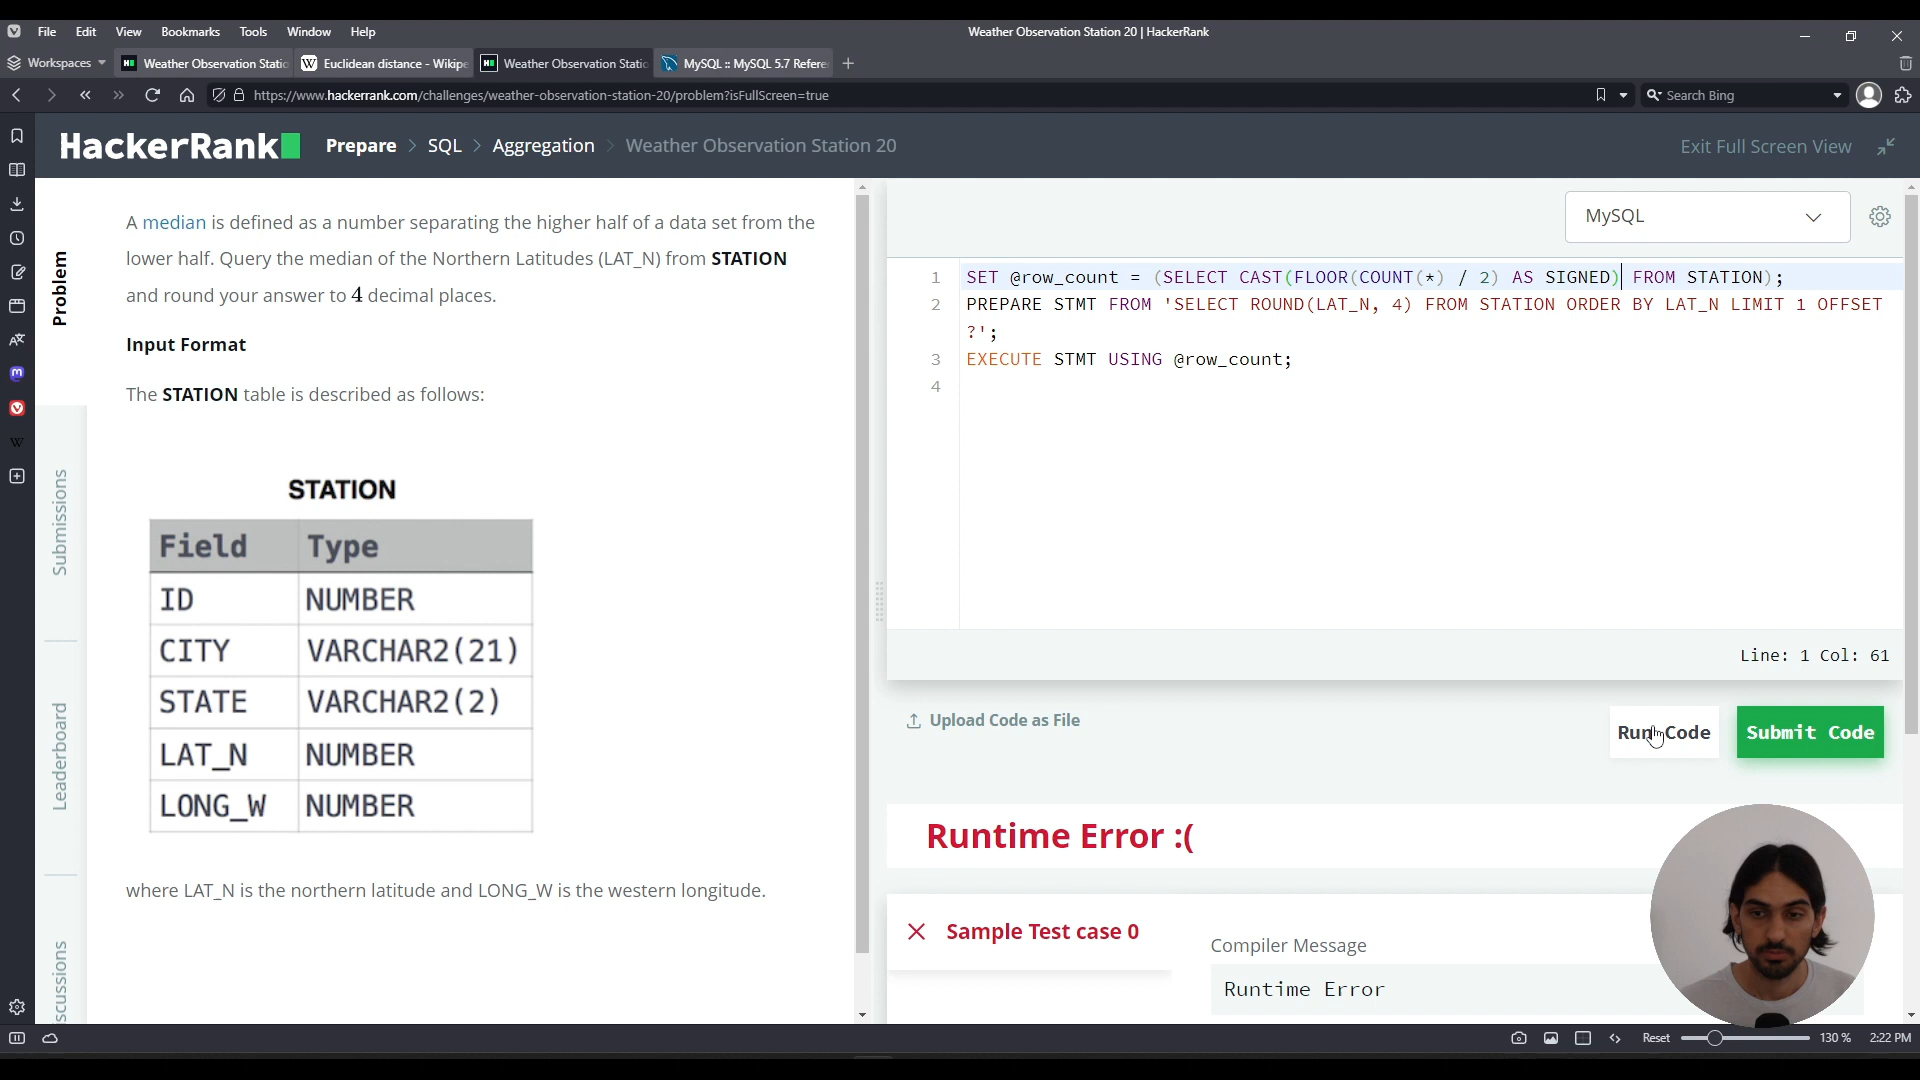 File Edit View Bookmarks Tools Window Help
Weather Observation Station 20 | HackerRank
Workspaces
Weather Observation Static
Euclidean distance - Wikipe
Weather Observation Static
MySQL :: MySQL 5.7 Refere
https://www.hackerrank.com/challenges/weather-observation-station-20/problem?isFullScreen=true
Search Bing
HackerRank
Prepare > SQL > Aggregation > Weather Observation Station 20
Exit Full Screen View
Problem
Submissions
Leaderboard
scussions
A median is defined as a number separating the higher half of a data set from the
lower half. Query the median of the Northern Latitudes (LAT_N) from STATION
and round your answer to 4 decimal places.
Input Format
The STATION table is described as follows:
STATION
Field Type
ID NUMBER
CITY VARCHAR2(21)
STATE VARCHAR2(2)
LAT_N NUMBER
LONG_W NUMBER
where LAT_N is the northern latitude and LONG_W is the western longitude.
MySQL
1 SET @row_count = (SELECT CAST(FLOOR(COUNT(*) / 2) AS SIGNED) FROM STATION);
2 PREPARE STMT FROM 'SELECT ROUND(LAT_N, 4) FROM STATION ORDER BY LAT_N LIMIT 1 OFFSET
?';
3 EXECUTE STMT USING @row_count;
4
Line: 1 Col: 61
Upload Code as File
Run Code
Submit Code
Runtime Error :(
Sample Test case 0
Compiler Message
Runtime Error
Reset
130 %
2:22 PM